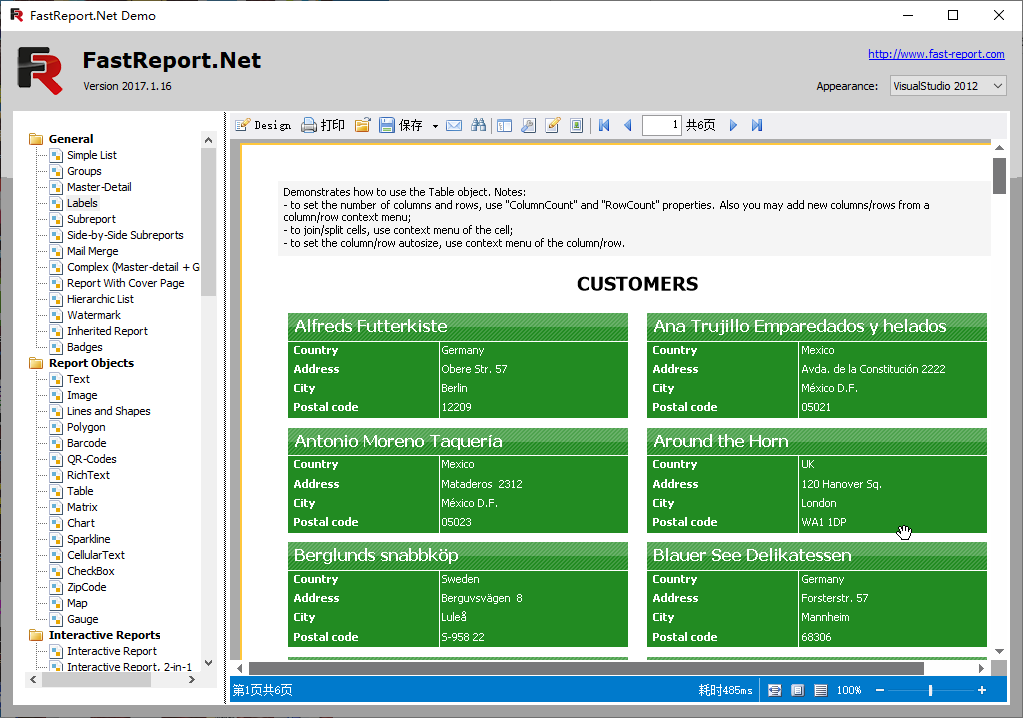 FastReport.Net Demo
FastReport.Net
Version 2017.1.16
http://www.fast-report.com
Appearance:
VisualStudio 2012
General
Simple List
Groups
Master-Detail
Labels
Subreport
Side-by-Side Subreports
Mail Merge
Complex (Master-detail + G
Report With Cover Page
Hierarchic List
Watermark
Inherited Report
Badges
Report Objects
Text
Image
Lines and Shapes
Polygon
Barcode
QR-Codes
RichText
Table
Matrix
Chart
Sparkline
CellularText
CheckBox
ZipCode
Map
Gauge
Interactive Reports
Interactive Report
Interactive Report, 2-in-1
Design 打印 保存 1 共6页
Demonstrates how to use the Table object. Notes:
- to set the number of columns and rows, use "ColumnCount" and "RowCount" properties. Also you may add new columns/rows from a
column/row context menu;
- to join/split cells, use context menu of the cell;
- to set the column/row autosize, use context menu of the column/row.
CUSTOMERS
Alfreds Futterkiste
Country Germany
Address Obere Str. 57
City Berlin
Postal code 12209
Ana Trujillo Emparedados y helados
Country Mexico
Address Avda. de la Constitución 2222
City México D.F.
Postal code 05021
Antonio Moreno Taquería
Country Mexico
Address Mataderos 2312
City México D.F.
Postal code 05023
Around the Horn
Country UK
Address 120 Hanover Sq.
City London
Postal code WA1 1DP
Berglunds snabbköp
Country Sweden
Address Berguvsvägen 8
City Luleå
Postal code S-958 22
Blauer See Delikatessen
Country Germany
Address Forsterstr. 57
City Mannheim
Postal code 68306
第1页共6页
耗时485ms
100%